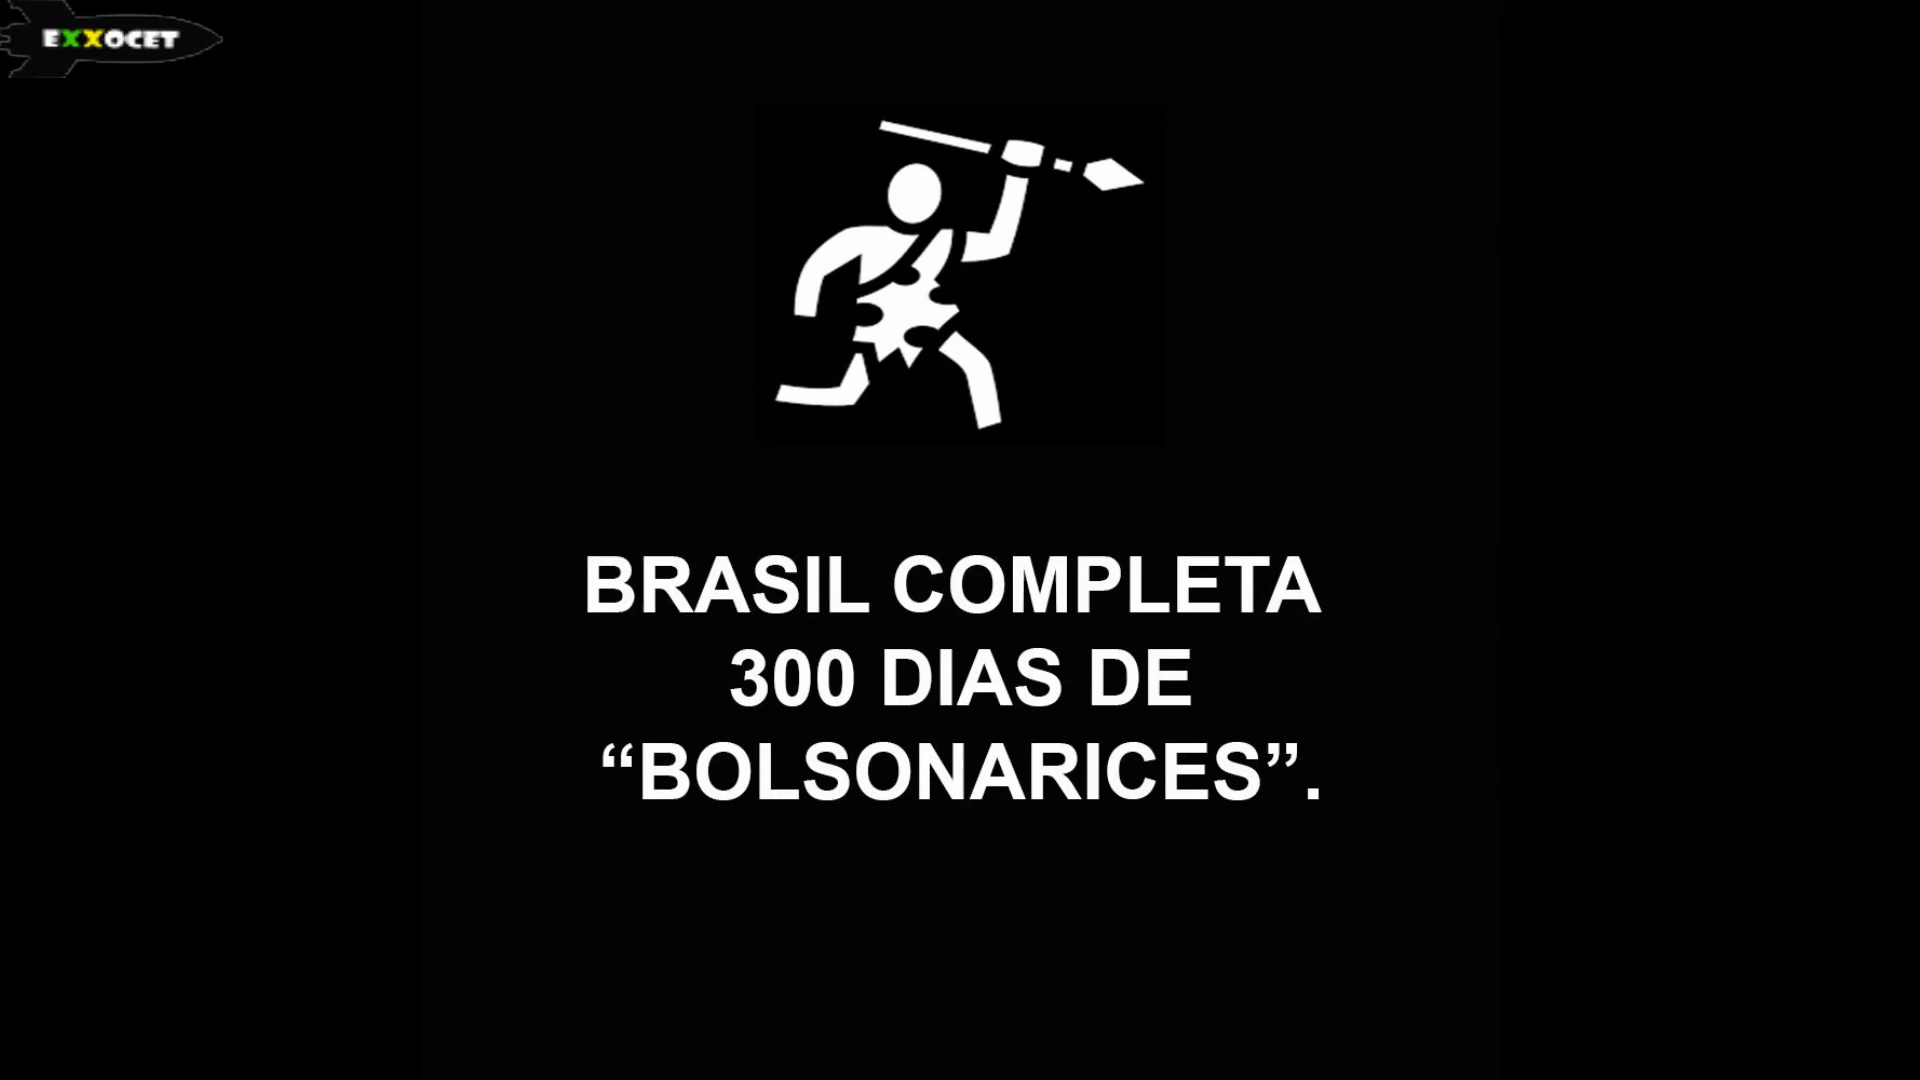 EXXOCET
BRASIL COMPLETA
300 DIAS DE
“BOLSONARICES”.